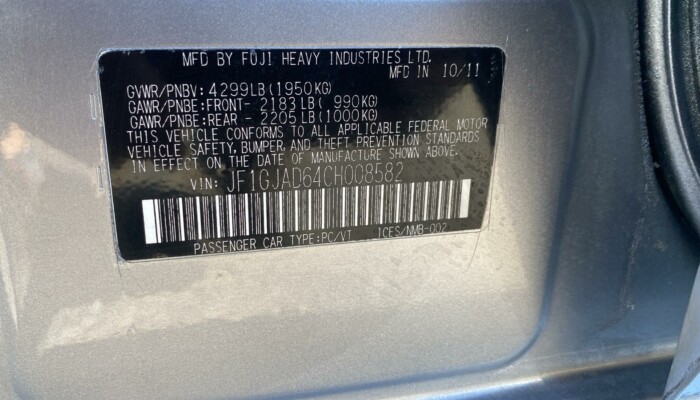 MFD BY FUJI HEAVY INDUSTRIES LTD.
MFD IN 10/11
GVWR/PNBV: 4299LB(1950KG)
GAWR/PNBE:FRONT- 2183LB( 990KG)
GAWR/PNBE:REAR - 2205LB(1000KG)
THIS VEHICLE CONFORMS TO ALL APPLICABLE FEDERAL MOTOR
VEHICLE SAFETY, BUMPER, AND THEFT PREVENTION STANDARDS
IN EFFECT ON THE DATE OF MANUFACTURE SHOWN ABOVE.
VIN: JF1GJAD64CH008582
PASSENGER CAR TYPE:PC/VT ICES/NMB-002